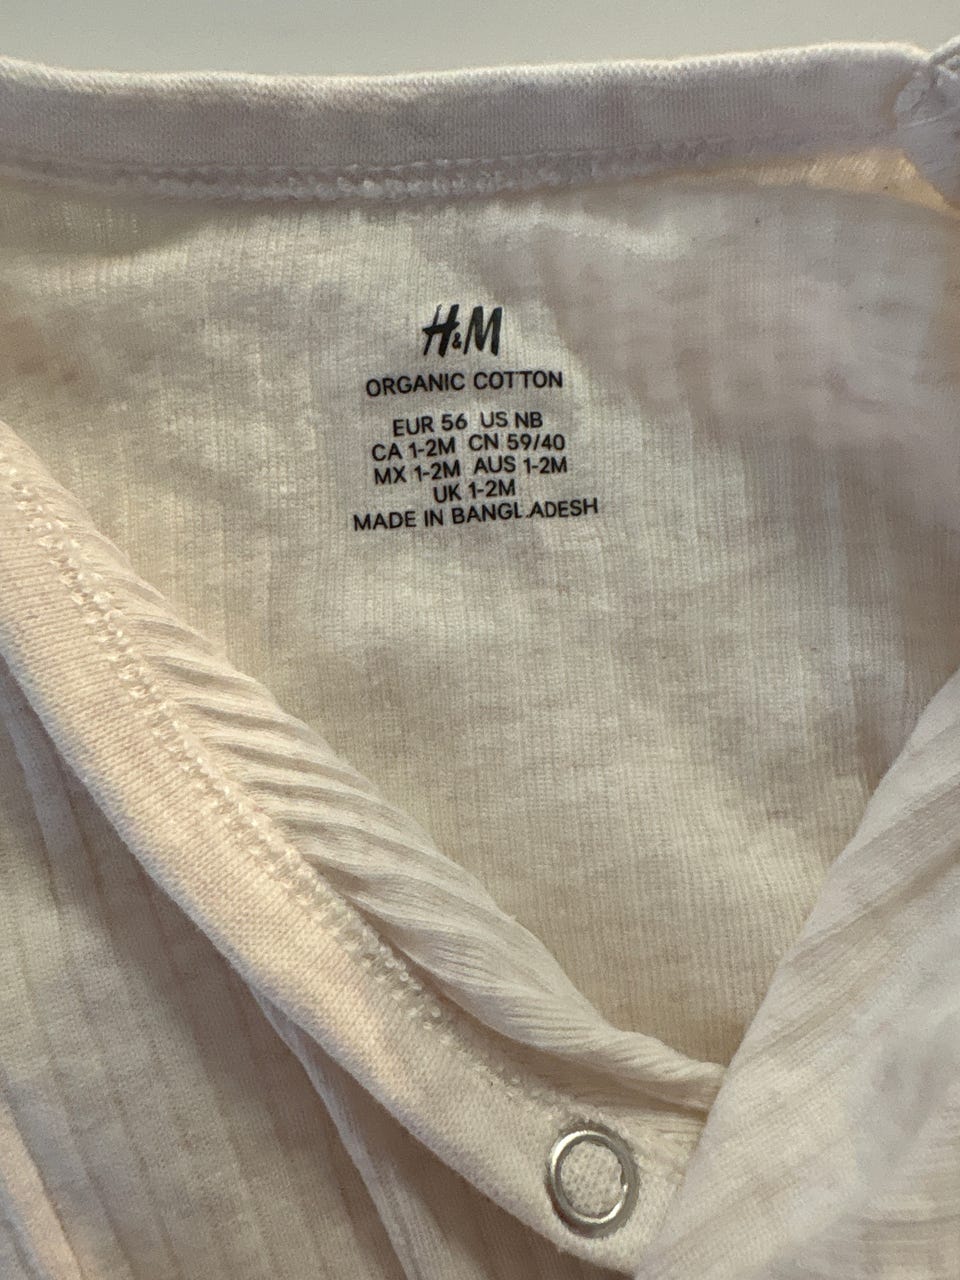 H&M
ORGANIC COTTON
EUR 56 US NB
CA 1-2M CN 59/40
MX 1-2M AUS 1-2M
UK 1-2M
MADE IN BANGLADESH